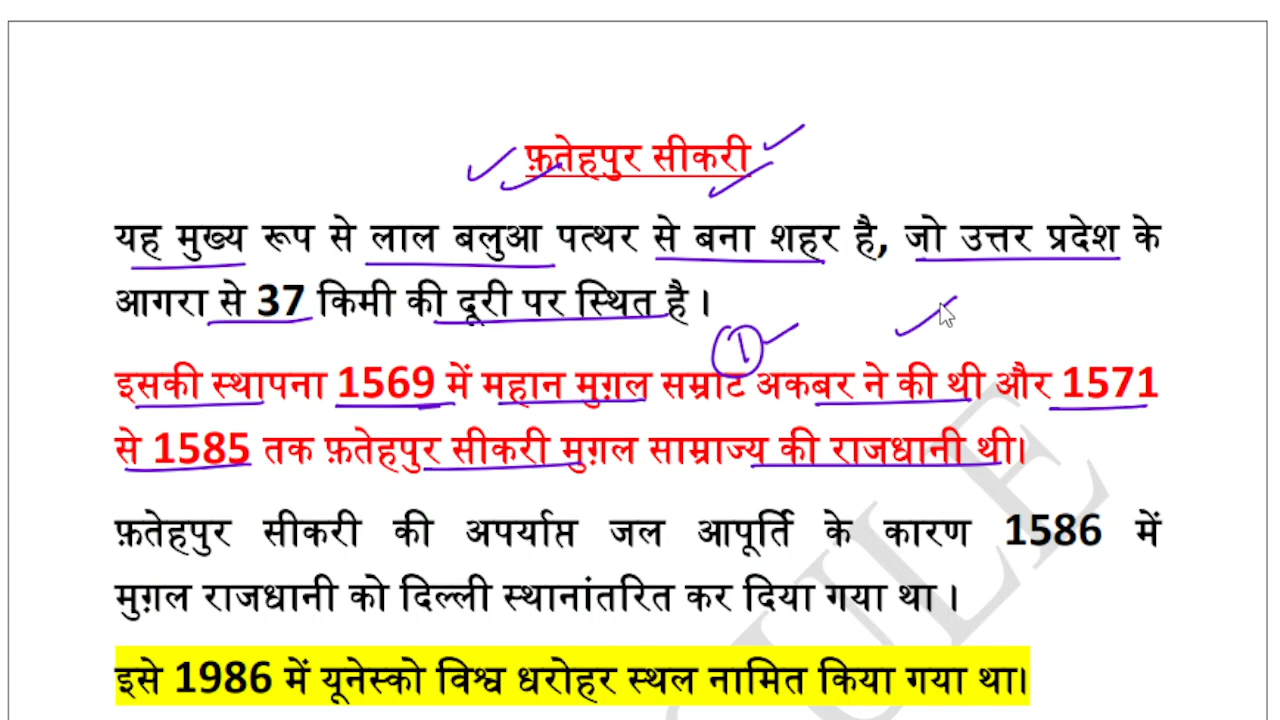 फ़तेहपुर सीकरी
यह मुख्य रूप से लाल बलुआ पत्थर से बना शहर है, जो उत्तर प्रदेश के
आगरा से 37 किमी की दूरी पर स्थित है।
1
इसकी स्थापना 1569 में महान मुग़ल सम्राट अकबर ने की थी और 1571
से 1585 तक फ़तेहपुर सीकरी मुग़ल साम्राज्य की राजधानी थी।
फ़तेहपुर सीकरी की अपर्याप्त जल आपूर्ति के कारण 1586 में
मुग़ल राजधानी को दिल्ली स्थानांतरित कर दिया गया था।
इसे 1986 में यूनेस्को विश्व धरोहर स्थल नामित किया गया था।